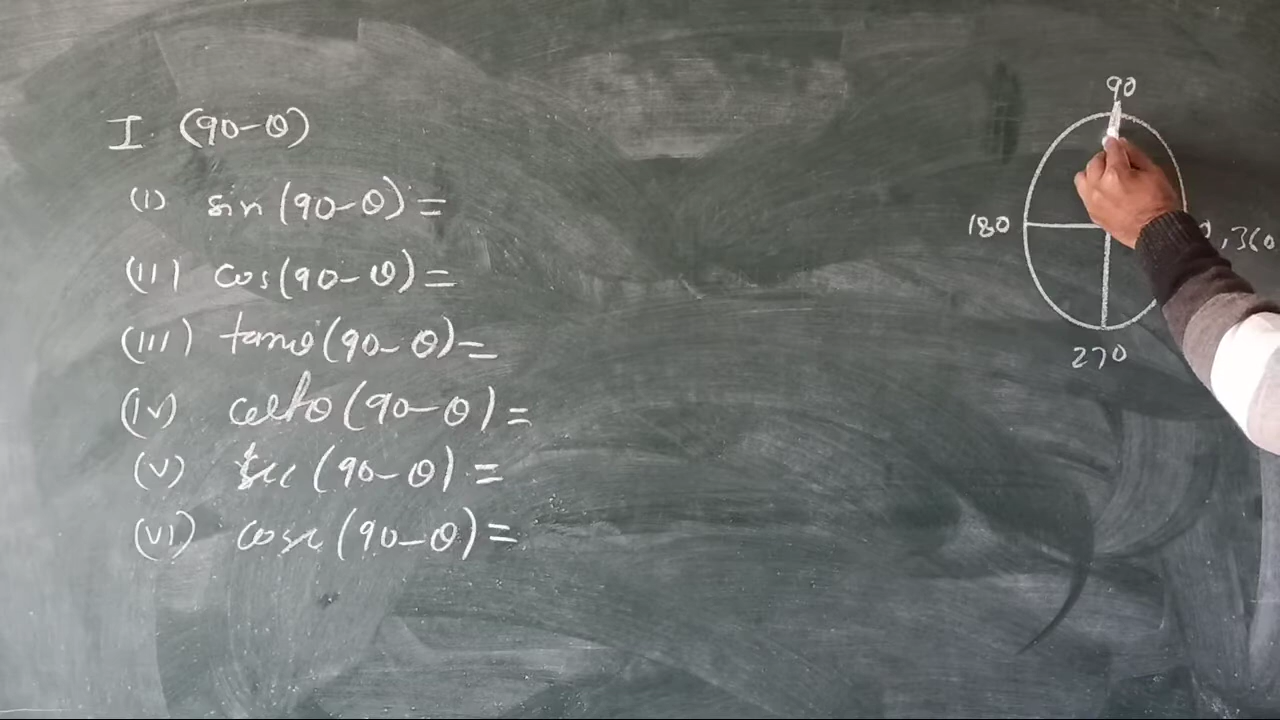 I. (90-θ)
(i) sin(90-θ)=
(ii) cos(90-θ)=
(iii) tanθ(90-θ)=
(iv) cotθ(90-θ)=
(v) sec(90-θ)=
(vi) cosec(90-θ)=
90
180
, 360
270